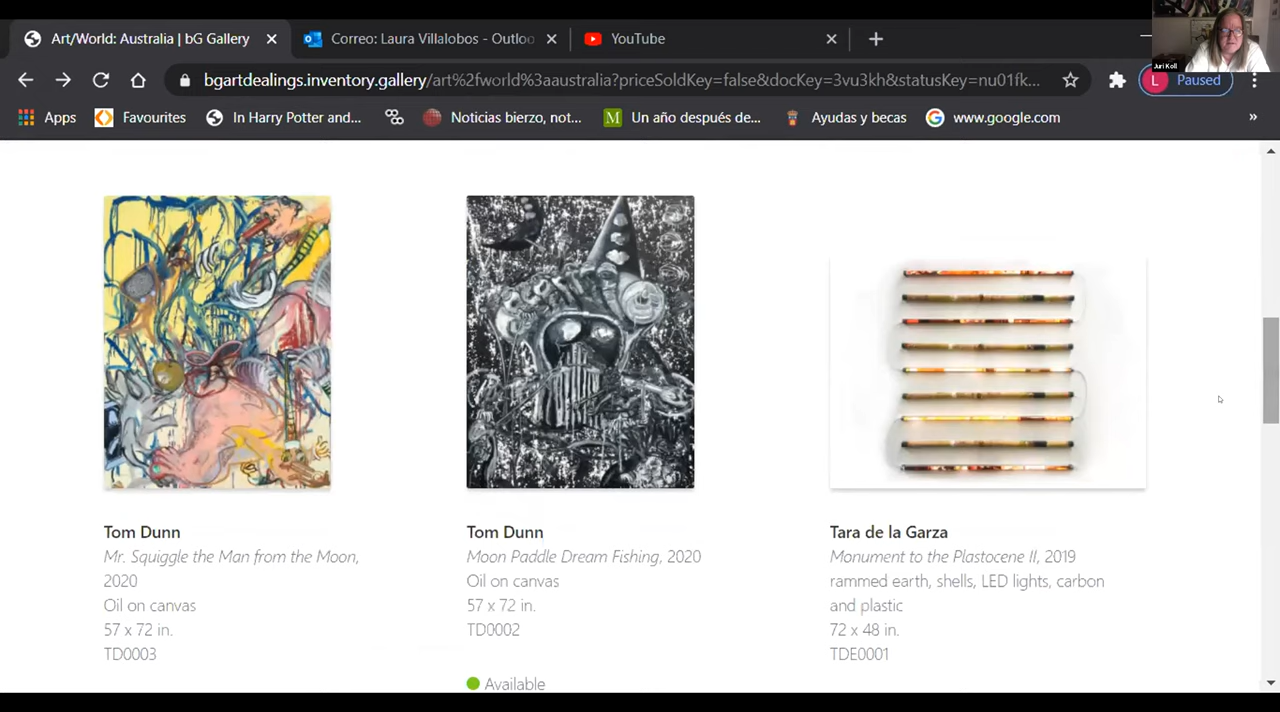 Art/World: Australia | bG Gallery
Correo: Laura Villalobos - Outloo
YouTube
Juri Koll
bgartdealings.inventory.gallery/art%2fworld%3aaustralia?priceSoldKey=false&docKey=3vu3kh&statusKey=nu01fk...
L Paused
Apps
Favourites
In Harry Potter and...
Noticias bierzo, not...
M Un año después de...
Ayudas y becas
G www.google.com
»
Tom Dunn
Mr. Squiggle the Man from the Moon,
2020
Oil on canvas
57 x 72 in.
TD0003
Tom Dunn
Moon Paddle Dream Fishing, 2020
Oil on canvas
57 x 72 in.
TD0002
Available
Tara de la Garza
Monument to the Plastocene II, 2019
rammed earth, shells, LED lights, carbon
and plastic
72 x 48 in.
TDE0001